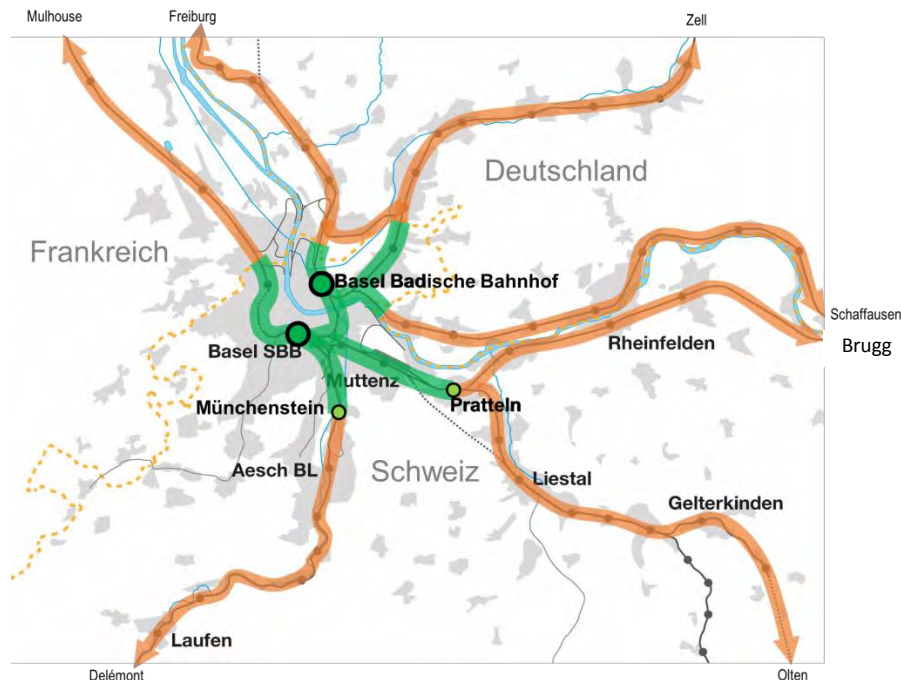 Mulhouse
Freiburg
Zell
Deutschland
Frankreich
Basel Badische Bahnhof
Schaffausen
Basel SBB
Rheinfelden
Brugg
Muttenz
Münchenstein
Pratteln
Aesch BL
Schweiz
Liestal
Gelterkinden
Laufen
Delémont
Olten